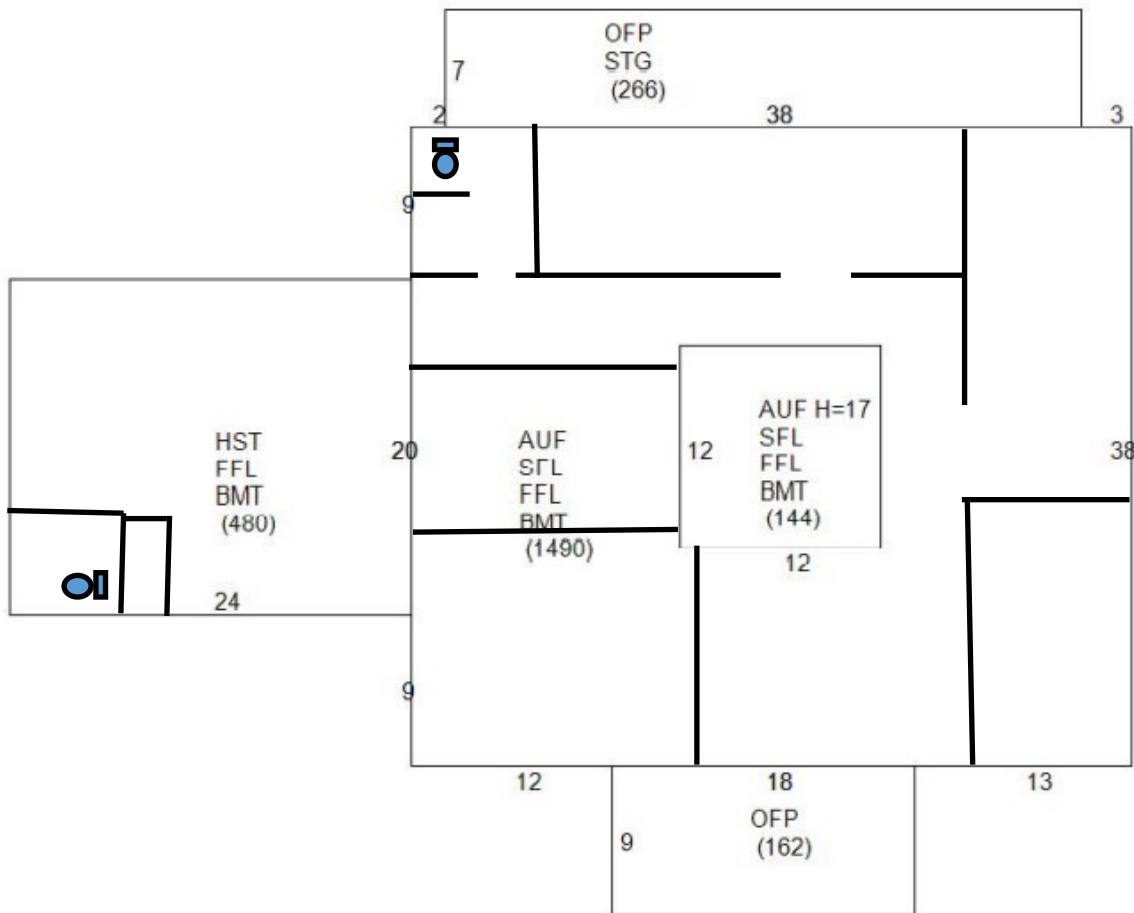 OFP
STG
(266)
7
2
38
3
9
HST
FFL
BMT
(480)
20
AUF
SFL
FFL
BMT
(1490)
12
AUF H=17
SFL
FFL
BMT
(144)
38
12
24
9
12
18
13
OFP
(162)
9